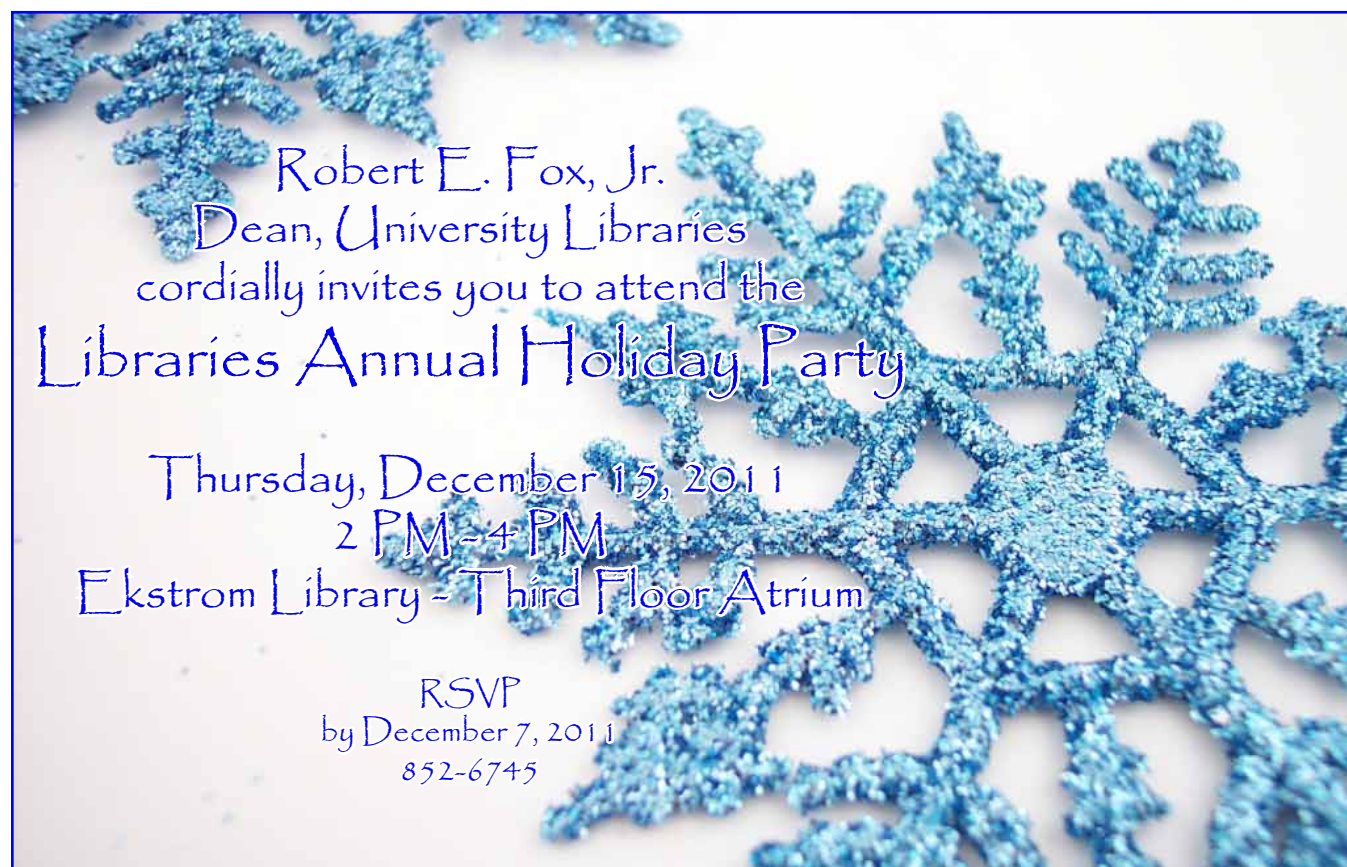 Robert E. Fox, Jr.
Dean, University Libraries
cordially invites you to attend the
Libraries Annual Holiday Party
Thursday, December 15, 2011
2 PM - 4 PM
Ekstrom Library - Third Floor Atrium
RSVP
by December 7, 2011
852-6745